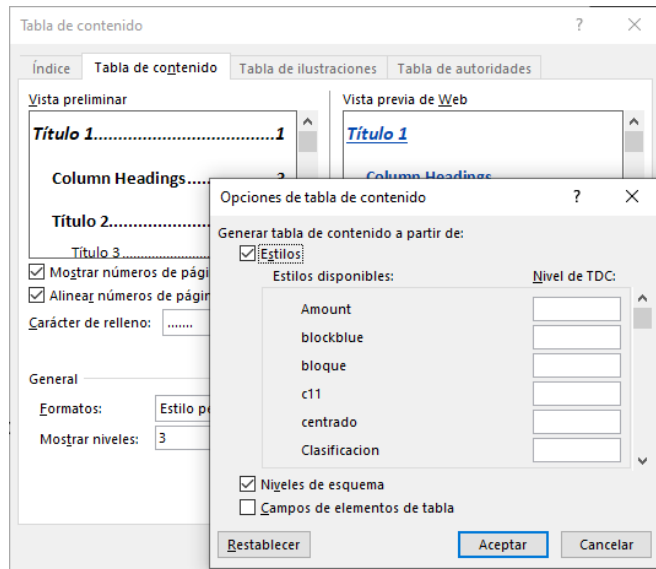 Tabla de contenido
Índice
Tabla de contenido
Tabla de ilustraciones
Tabla de autoridades
Vista preliminar
Título 1..............................................1
Column Headings.....
Título 2.....................
Título 3.....................
Mostrar números de pági
Alinear números de págin
Carácter de relleno:
.......
General
Formatos:
Estilo pe
Mostrar niveles:
3
Vista previa de Web
Título 1
Column Headings
Opciones de tabla de contenido
Generar tabla de contenido a partir de:
Estilos
Estilos disponibles:
Nivel de TDC:
Amount
blockblue
bloque
c11
centrado
Clasificacion
Niveles de esquema
Campos de elementos de tabla
Restablecer
Aceptar
Cancelar